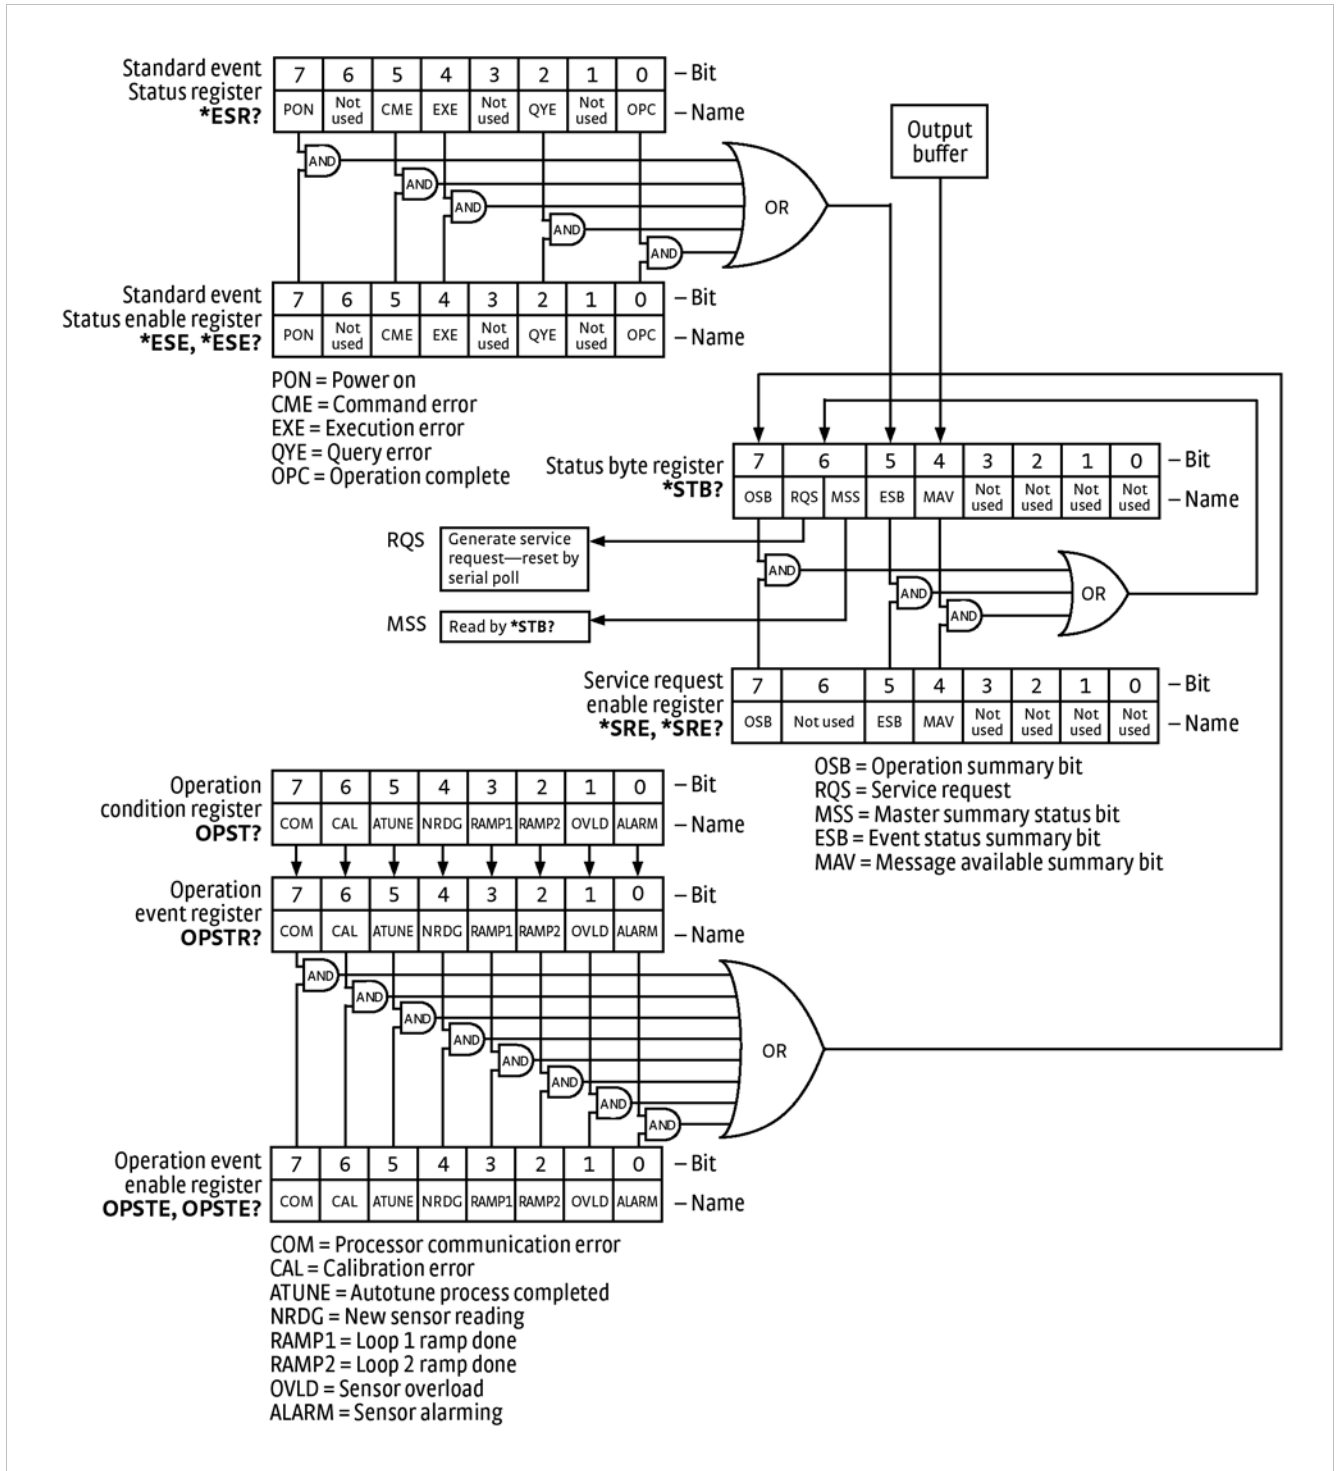 Standard event
Status register
*ESR?
7 6 5 4 3 2 1 0 – Bit
PON Not used CME EXE Not used QYE Not used OPC – Name
AND
AND
AND
AND
AND
OR
Output
buffer
Standard event
Status enable register
*ESE, *ESE?
7 6 5 4 3 2 1 0 – Bit
PON Not used CME EXE Not used QYE Not used OPC – Name
PON = Power on
CME = Command error
EXE = Execution error
QYE = Query error
OPC = Operation complete
Status byte register
*STB?
7 6 5 4 3 2 1 0 – Bit
OSB RQS MSS ESB MAV Not used Not used Not used Not used – Name
RQS
Generate service
request—reset by
serial poll
MSS
Read by *STB?
AND
AND
AND
OR
Service request
enable register
*SRE, *SRE?
7 6 5 4 3 2 1 0 – Bit
OSB Not used ESB MAV Not used Not used Not used Not used – Name
OSB = Operation summary bit
RQS = Service request
MSS = Master summary status bit
ESB = Event status summary bit
MAV = Message available summary bit
Operation
condition register
OPST?
7 6 5 4 3 2 1 0 – Bit
COM CAL ATUNE NRDG RAMP1 RAMP2 OVLD ALARM – Name
Operation
event register
OPSTR?
7 6 5 4 3 2 1 0 – Bit
COM CAL ATUNE NRDG RAMP1 RAMP2 OVLD ALARM – Name
AND
AND
AND
AND
AND
AND
AND
AND
OR
Operation event
enable register
OPSTE, OPSTE?
7 6 5 4 3 2 1 0 – Bit
COM CAL ATUNE NRDG RAMP1 RAMP2 OVLD ALARM – Name
COM = Processor communication error
CAL = Calibration error
ATUNE = Autotune process completed
NRDG = New sensor reading
RAMP1 = Loop 1 ramp done
RAMP2 = Loop 2 ramp done
OVLD = Sensor overload
ALARM = Sensor alarming